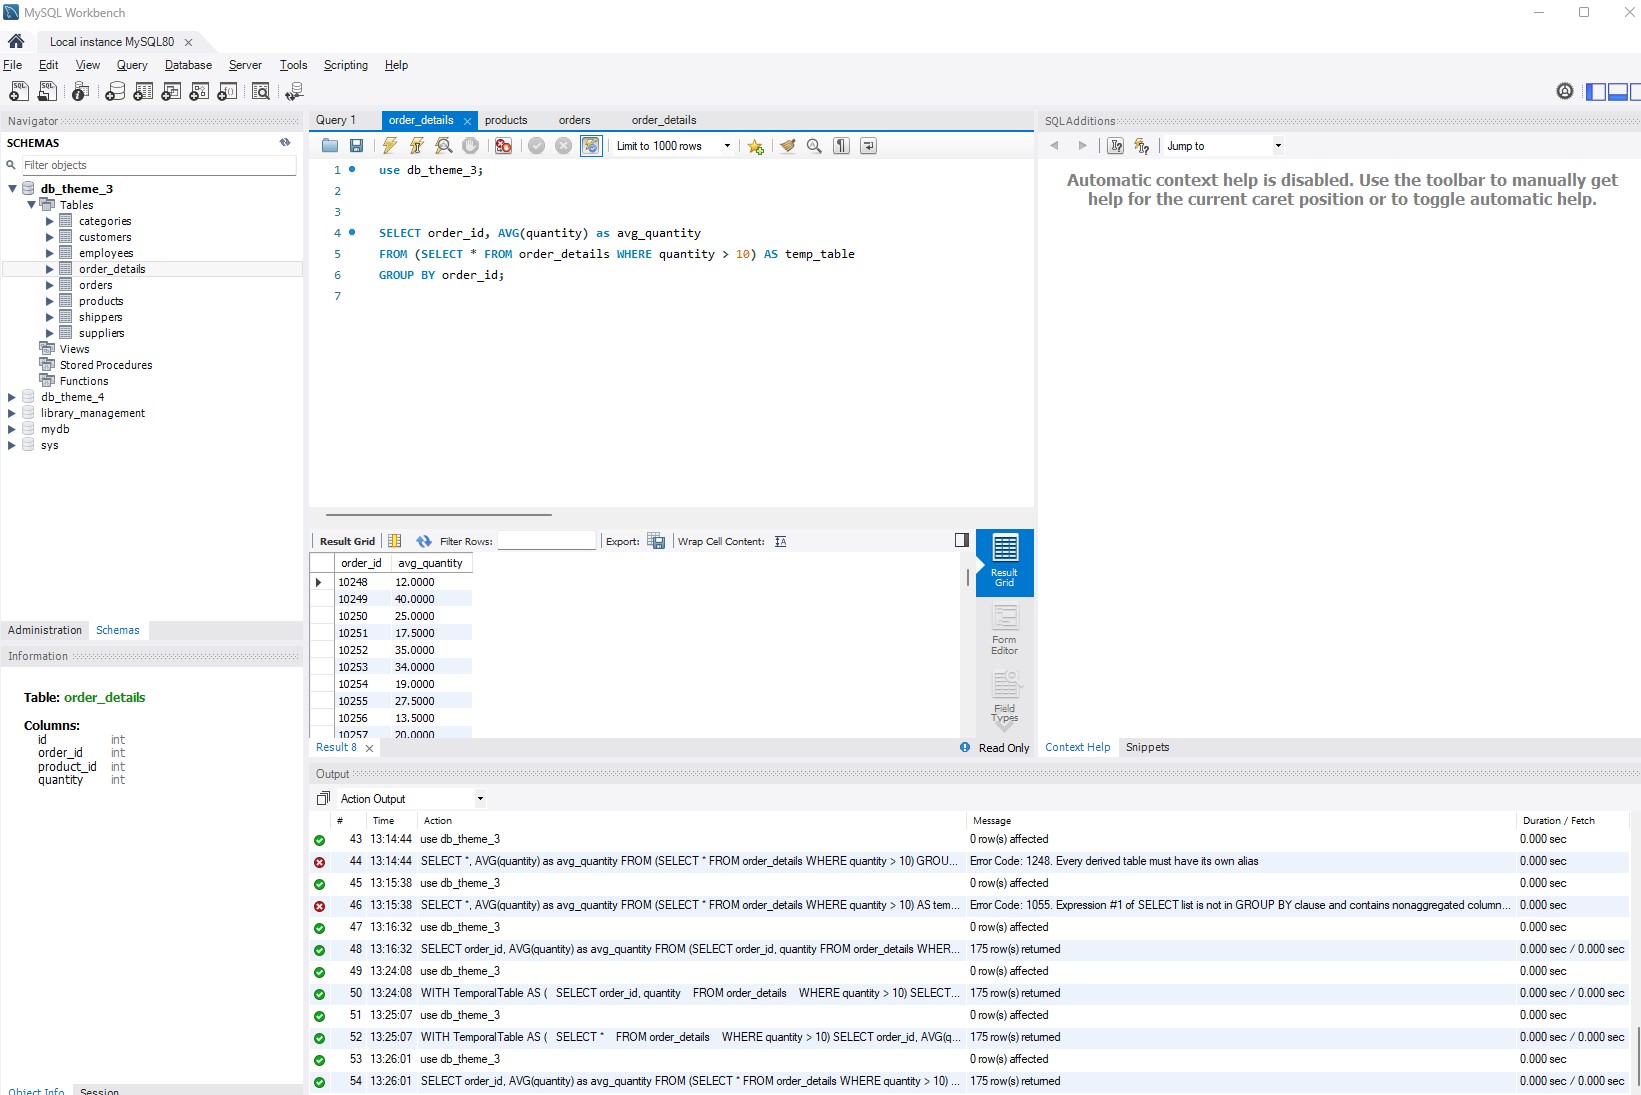 MySQL Workbench
Local instance MySQL80
File Edit View Query Database Server Tools Scripting Help
Navigator
SCHEMAS
Filter objects
db_theme_3
Tables
categories
customers
employees
order_details
orders
products
shippers
suppliers
Views
Stored Procedures
Functions
db_theme_4
library_management
mydb
sys
Administration Schemas
Information
Table: order_details
Columns:
id int
order_id int
product_id int
quantity int
Object Info Session
Query 1 order_details products orders order_details
Limit to 1000 rows
1 use db_theme_3;
2
3
4 SELECT order_id, AVG(quantity) as avg_quantity
5 FROM (SELECT * FROM order_details WHERE quantity > 10) AS temp_table
6 GROUP BY order_id;
7
Result Grid Filter Rows: Export: Wrap Cell Content:
order_id avg_quantity
10248 12.0000
10249 40.0000
10250 25.0000
10251 17.5000
10252 35.0000
10253 34.0000
10254 19.0000
10255 27.5000
10256 13.5000
10257 20.0000
Result
Grid
Form
Editor
Field
Types
Result 8 Read Only
SQLAdditions
Jump to
Automatic context help is disabled. Use the toolbar to manually get
help for the current caret position or to toggle automatic help.
Context Help Snippets
Output
Action Output
# Time Action Message Duration / Fetch
43 13:14:44 use db_theme_3 0 row(s) affected 0.000 sec
44 13:14:44 SELECT *, AVG(quantity) as avg_quantity FROM (SELECT * FROM order_details WHERE quantity > 10) GROU... Error Code: 1248. Every derived table must have its own alias 0.000 sec
45 13:15:38 use db_theme_3 0 row(s) affected 0.000 sec
46 13:15:38 SELECT *, AVG(quantity) as avg_quantity FROM (SELECT * FROM order_details WHERE quantity > 10) AS tem... Error Code: 1055. Expression #1 of SELECT list is not in GROUP BY clause and contains nonaggregated column... 0.000 sec
47 13:16:32 use db_theme_3 0 row(s) affected 0.000 sec
48 13:16:32 SELECT order_id, AVG(quantity) as avg_quantity FROM (SELECT order_id, quantity FROM order_details WHER... 175 row(s) returned 0.000 sec / 0.000 sec
49 13:24:08 use db_theme_3 0 row(s) affected 0.000 sec
50 13:24:08 WITH TemporalTable AS ( SELECT order_id, quantity FROM order_details WHERE quantity > 10) SELECT... 175 row(s) returned 0.000 sec / 0.000 sec
51 13:25:07 use db_theme_3 0 row(s) affected 0.000 sec
52 13:25:07 WITH TemporalTable AS ( SELECT * FROM order_details WHERE quantity > 10) SELECT order_id, AVG(q... 175 row(s) returned 0.000 sec / 0.000 sec
53 13:26:01 use db_theme_3 0 row(s) affected 0.000 sec
54 13:26:01 SELECT order_id, AVG(quantity) as avg_quantity FROM (SELECT * FROM order_details WHERE quantity > 10) ... 175 row(s) returned 0.000 sec / 0.000 sec